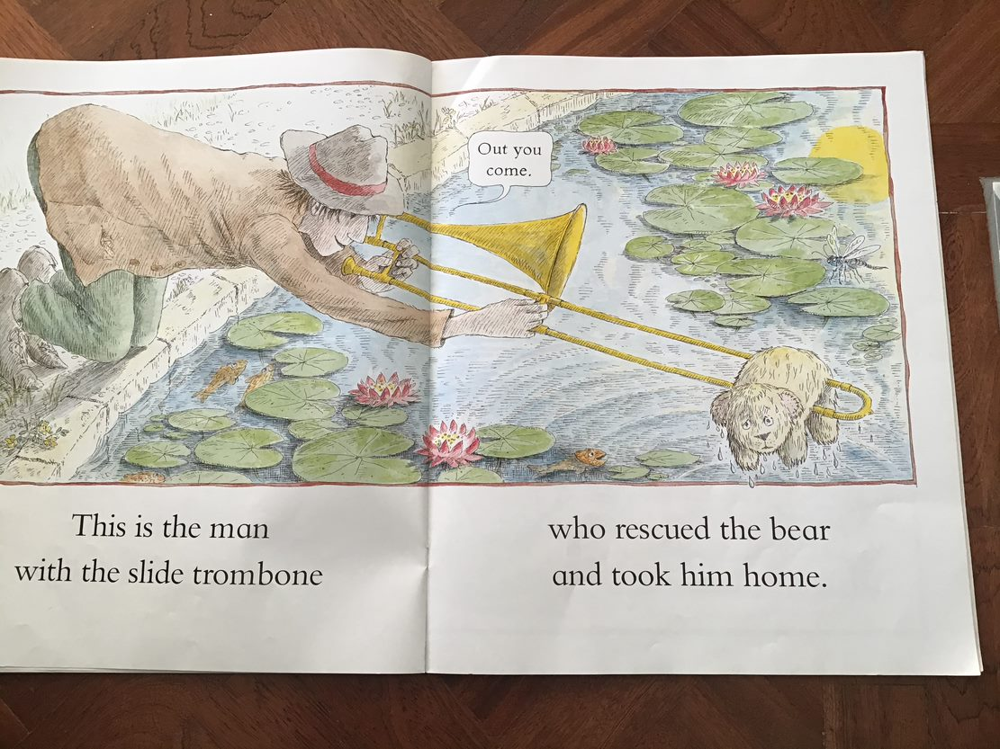 Out you
come.
This is the man
with the slide trombone
who rescued the bear
and took him home.